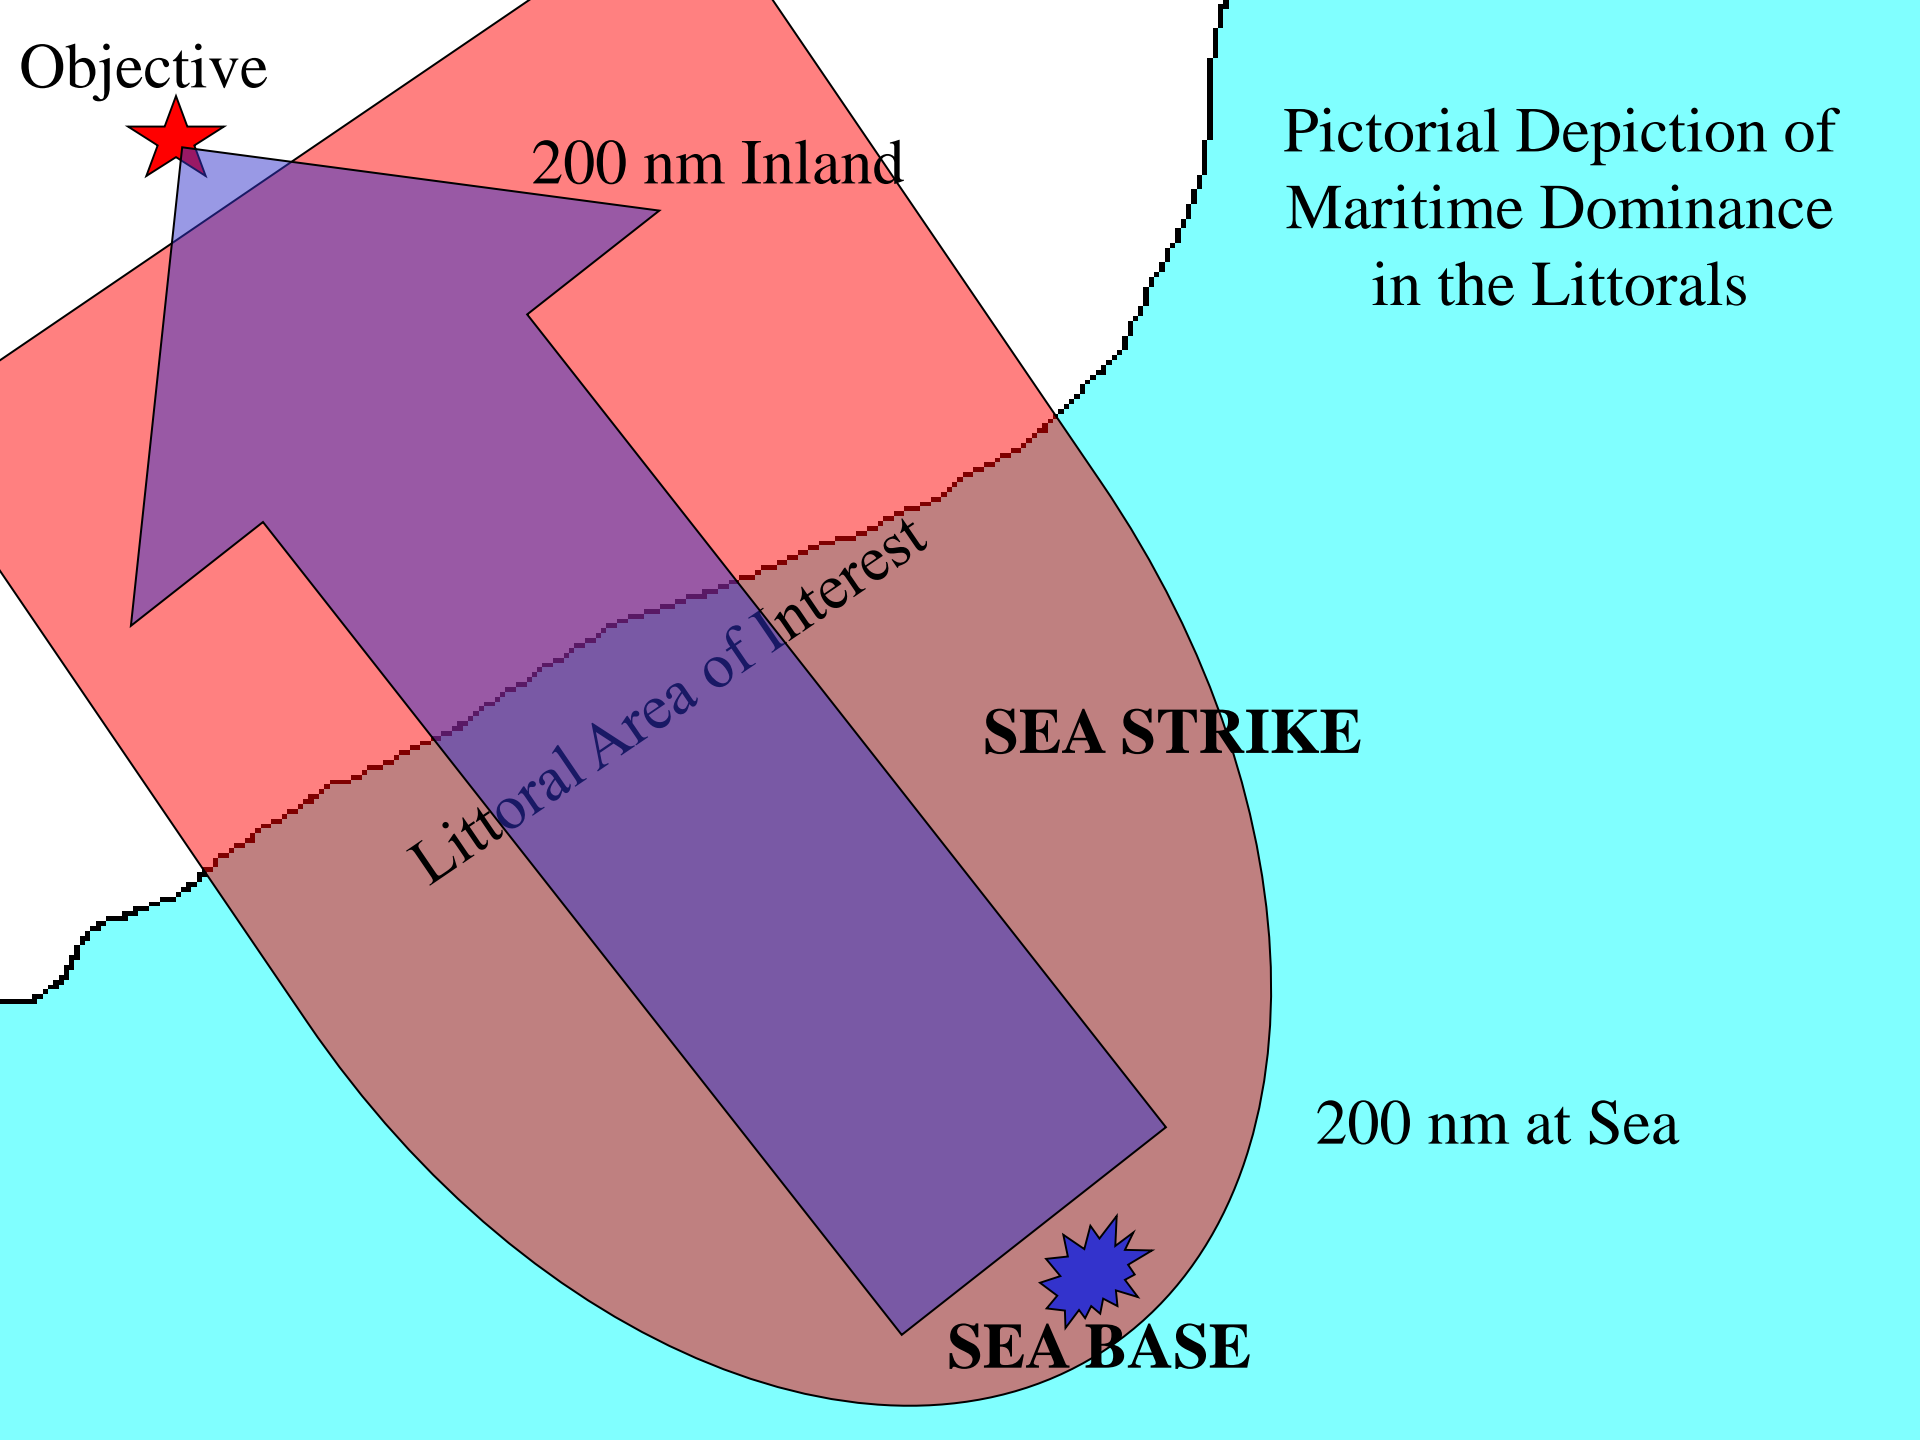 Objective
200 nm Inland
Pictorial Depiction of
Maritime Dominance
in the Littorals
Littoral Area of Interest
SEA STRIKE
200 nm at Sea
SEA BASE